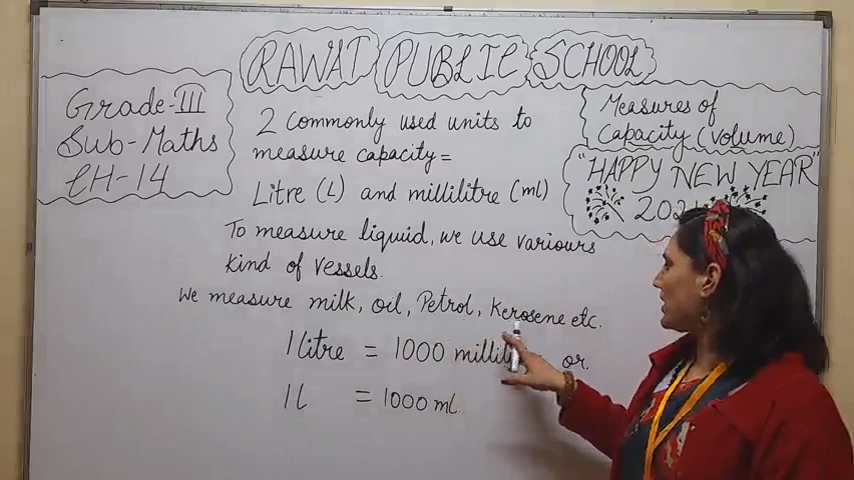 RAWAT PUBLIC SCHOOL
Grade-III
Sub-Maths
CH-14
2 commonly used units to
measure capacity=
Litre (L) and millilitre (ml)
To measure liquid, we use variours
kind of vessels.
We measure milk, oil, Petrol, Kerosene etc.
1 litre = 1000 or.
1 L = 1000 ml.
Measures of
Capacity (volume)
"HAPPY NEW YEAR"